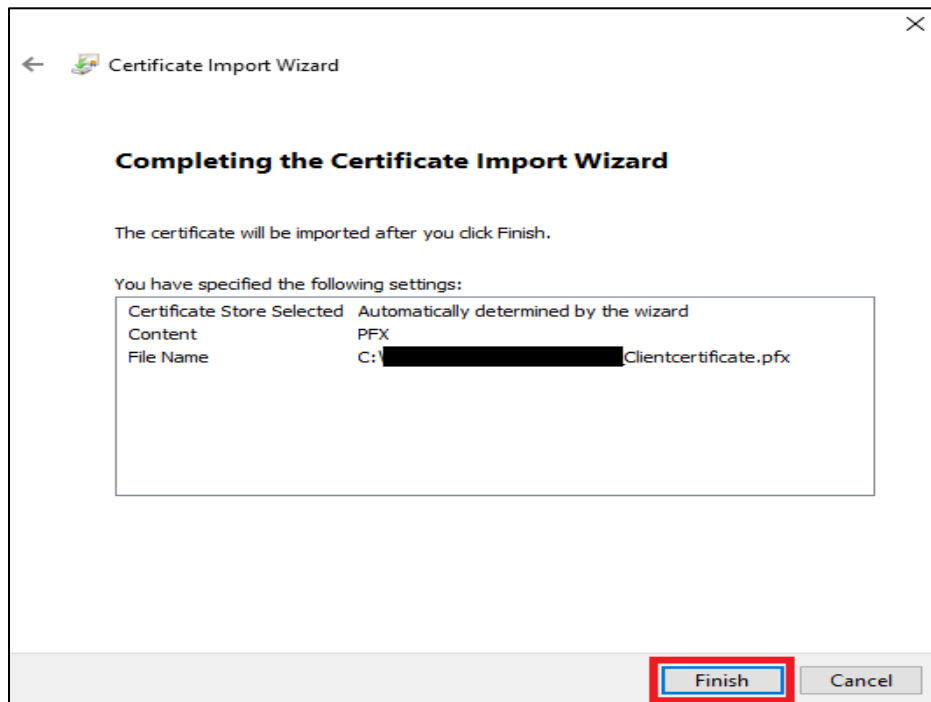 Certificate Import Wizard
Completing the Certificate Import Wizard
The certificate will be imported after you click Finish.
You have specified the following settings:
Certificate Store Selected Automatically determined by the wizard
Content PFX
File Name C:\ Clientcertificate.pfx
Finish Cancel